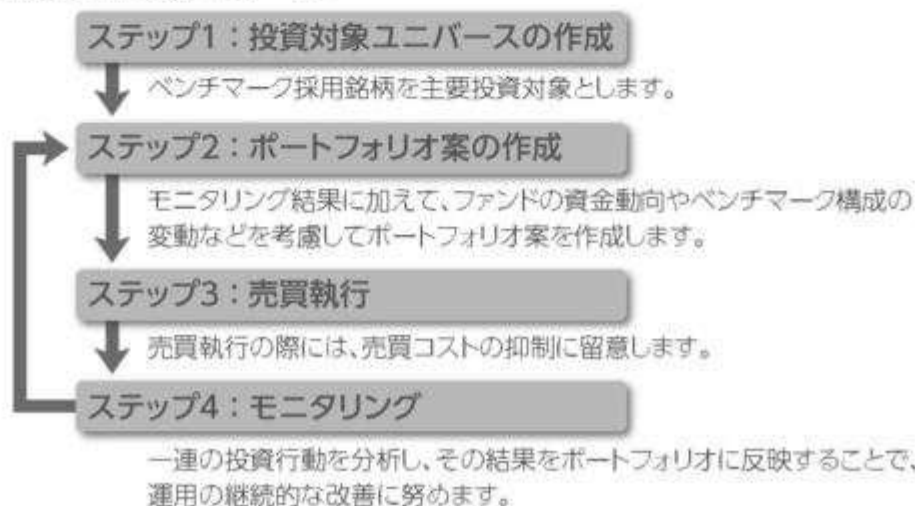 ステップ1：投資対象ユニバースの作成
ベンチマーク採用銘柄を主要投資対象とします。
ステップ2：ポートフォリオ案の作成
モニタリング結果に加えて、ファンドの資金動向やベンチマーク構成の
変動などを考慮してポートフォリオ案を作成します。
ステップ3：売買執行
売買執行の際には、売買コストの抑制に留意します。
ステップ4：モニタリング
一連の投資行動を分析し、その結果をポートフォリオに反映することで、
運用の継続的な改善に努めます。